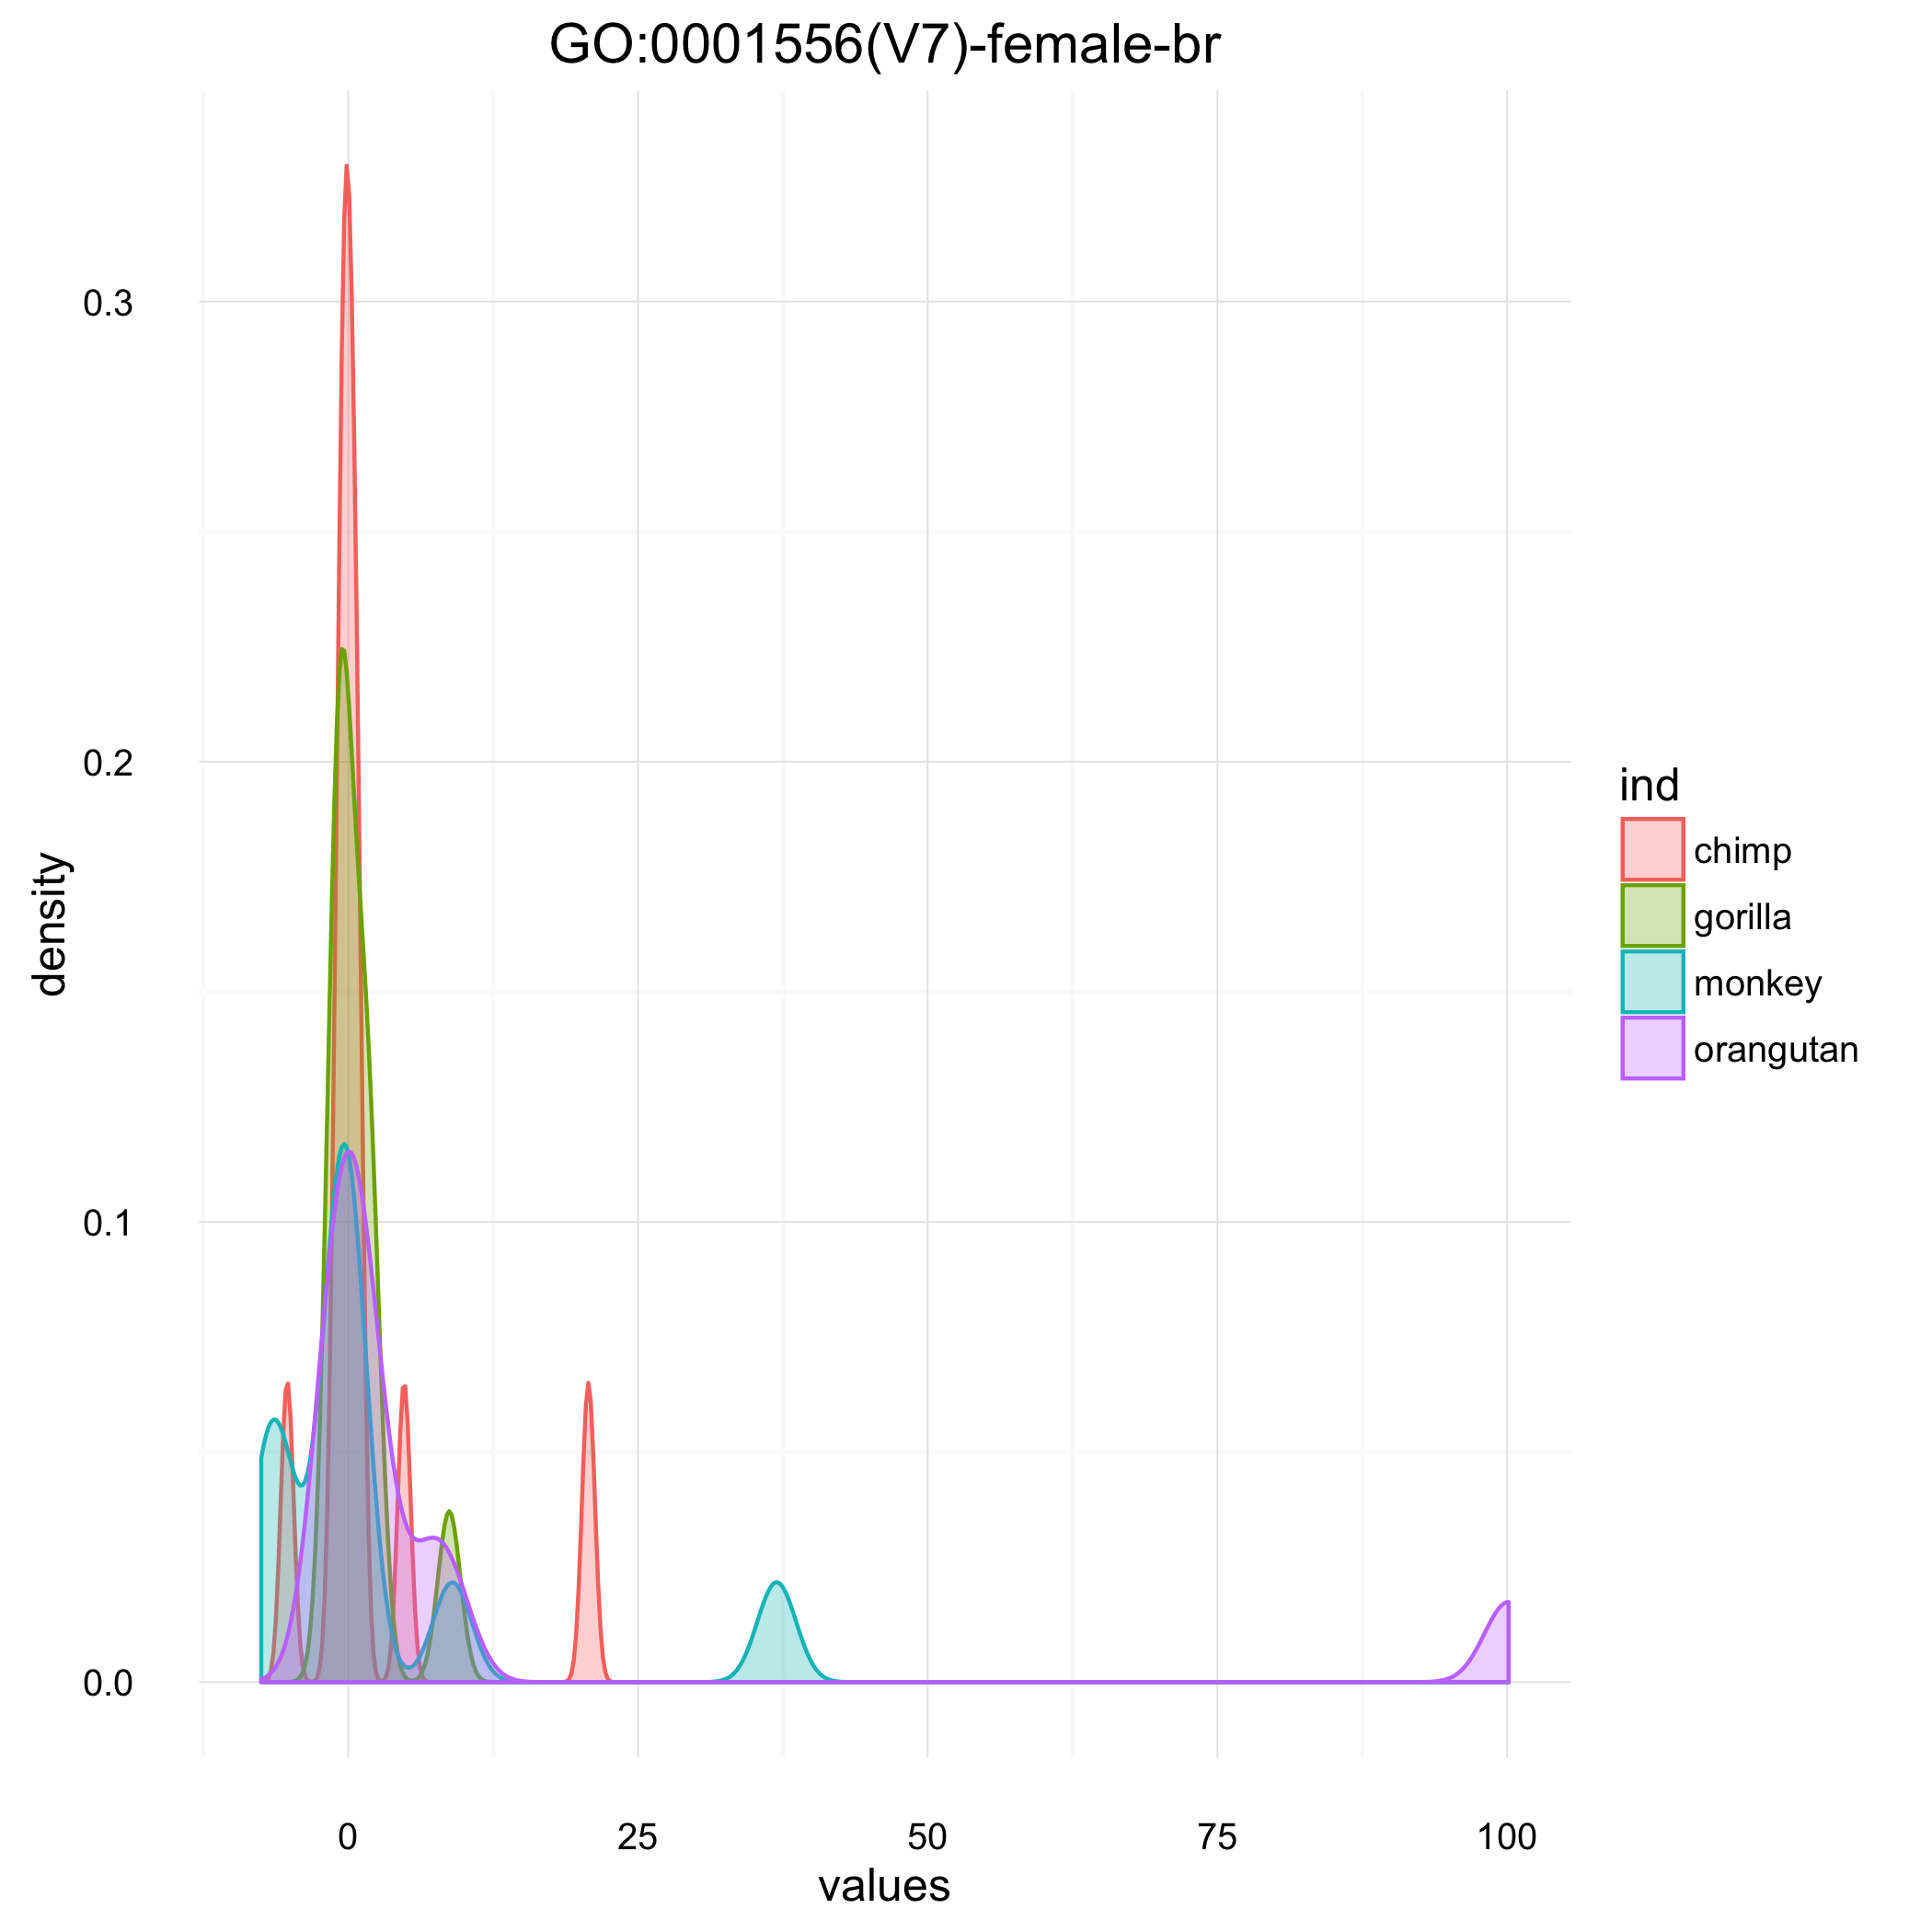 GO:0001556(V7)-female-br
0.3
0.2
0.1
0.0
density
0 25 50 75 100
values
ind
chimp
gorilla
monkey
orangutan